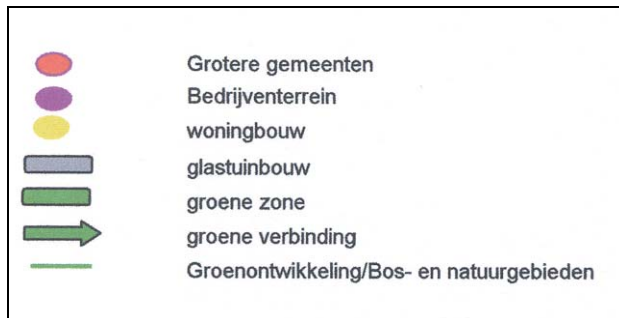 Grotere gemeenten
Bedrijventerrein
woningbouw
glastuinbouw
groene zone
groene verbinding
Groenontwikkeling/Bos- en natuurgebieden